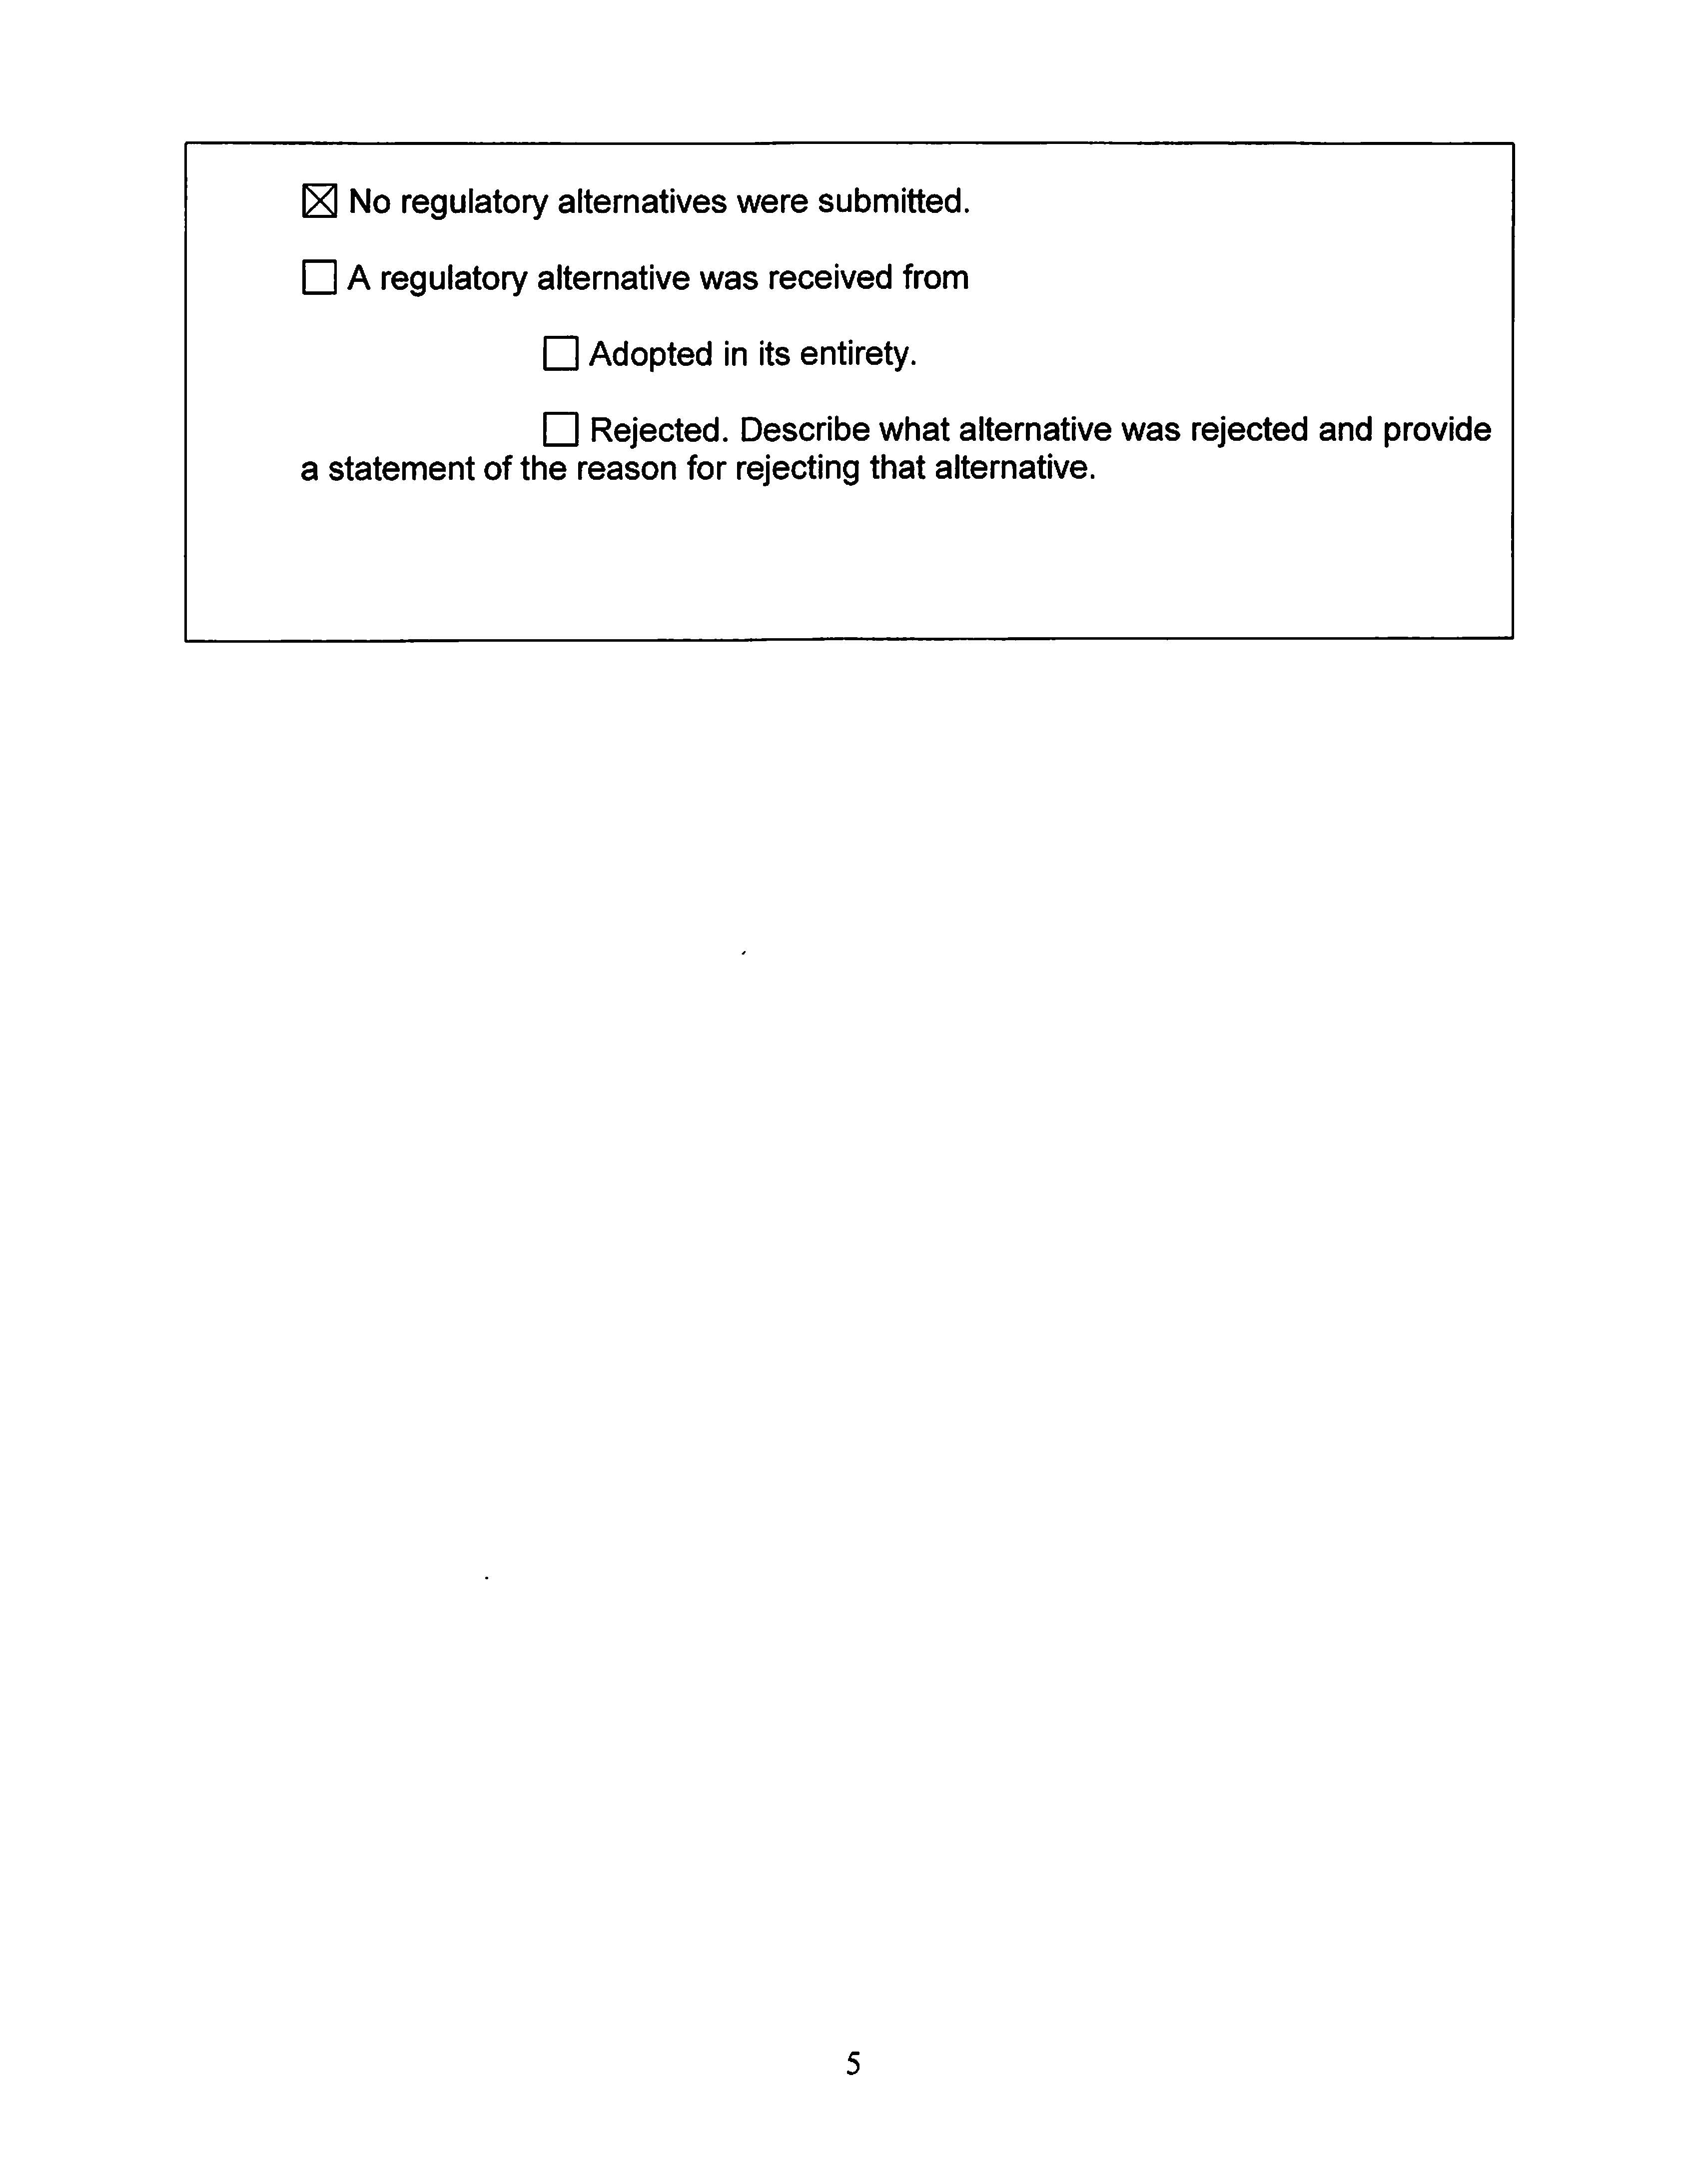 ☒ No regulatory alternatives were submitted.
☐ A regulatory alternative was received from
☐ Adopted in its entirety.
☐ Rejected. Describe what alternative was rejected and provide
a statement of the reason for rejecting that alternative.
5